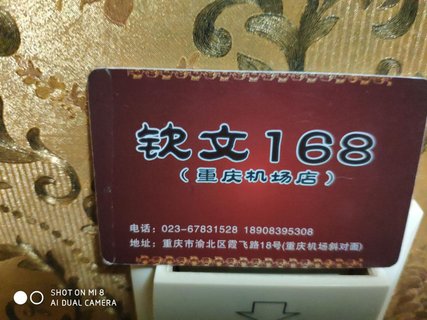 钦文168
（重庆机场店）
电话：023-67831528 18908395308
地址：重庆市渝北区霞飞路18号(重庆机场斜对面)
SHOT ON MI 8
AI DUAL CAMERA